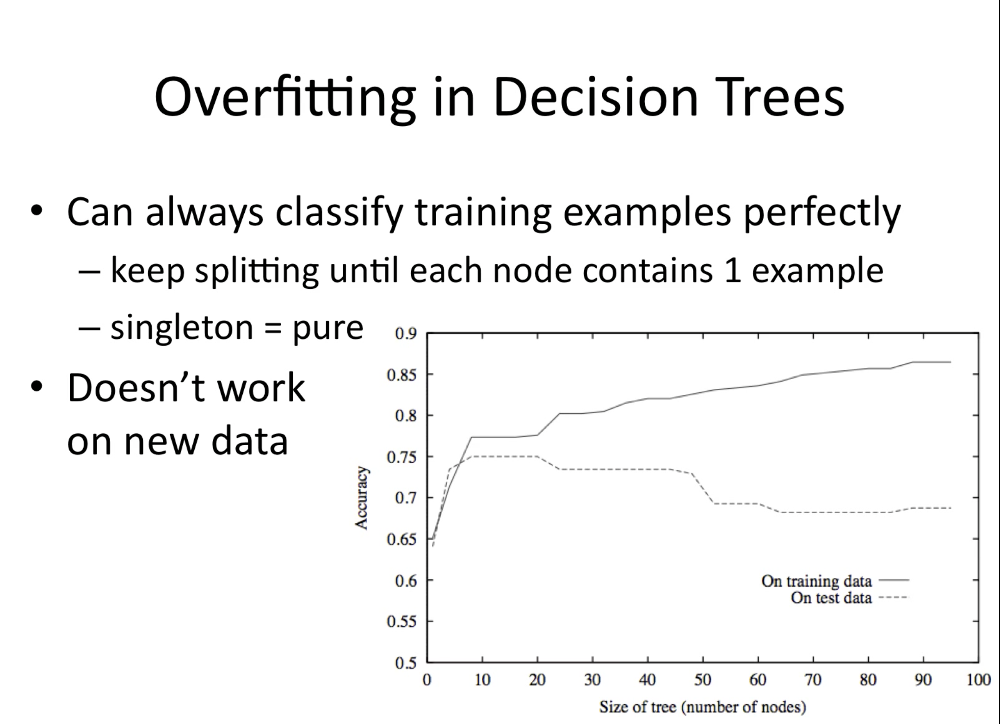 Overfitting in Decision Trees
• Can always classify training examples perfectly
– keep splitting until each node contains 1 example
– singleton = pure
• Doesn’t work
on new data
0.9
0.85
0.8
0.75
0.7
0.65
0.6
0.55
0.5
Accuracy
On training data
On test data
0 10 20 30 40 50 60 70 80 90 100
Size of tree (number of nodes)